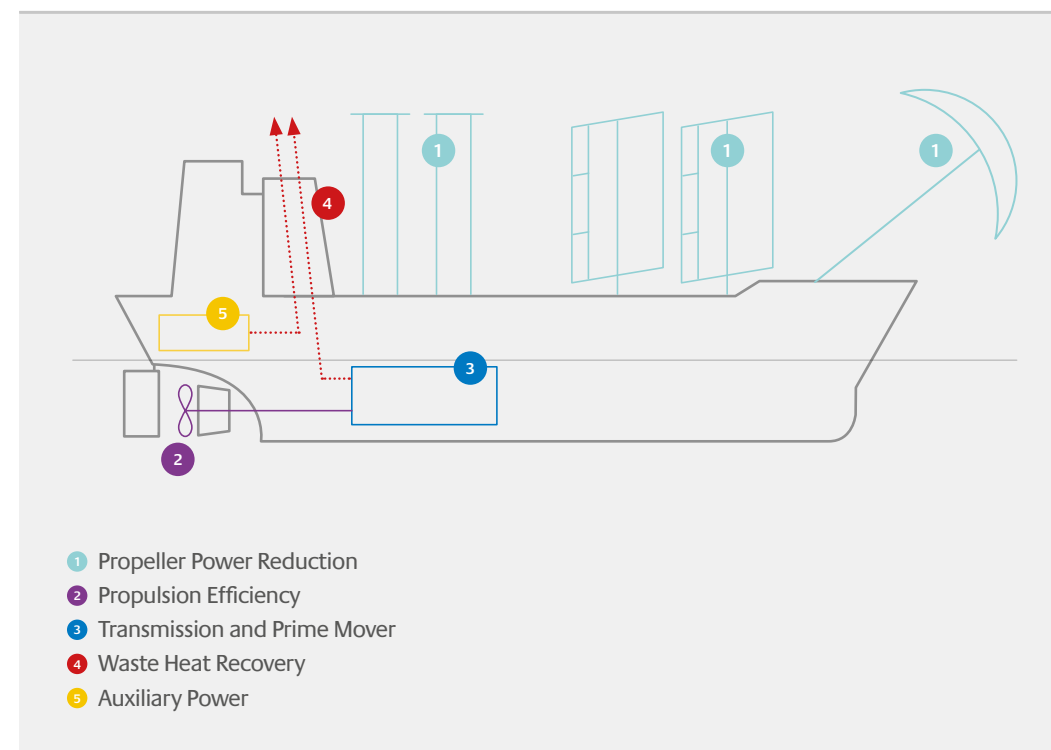 1
1
1
4
5
3
2
1 Propeller Power Reduction
2 Propulsion Efficiency
3 Transmission and Prime Mover
4 Waste Heat Recovery
5 Auxiliary Power